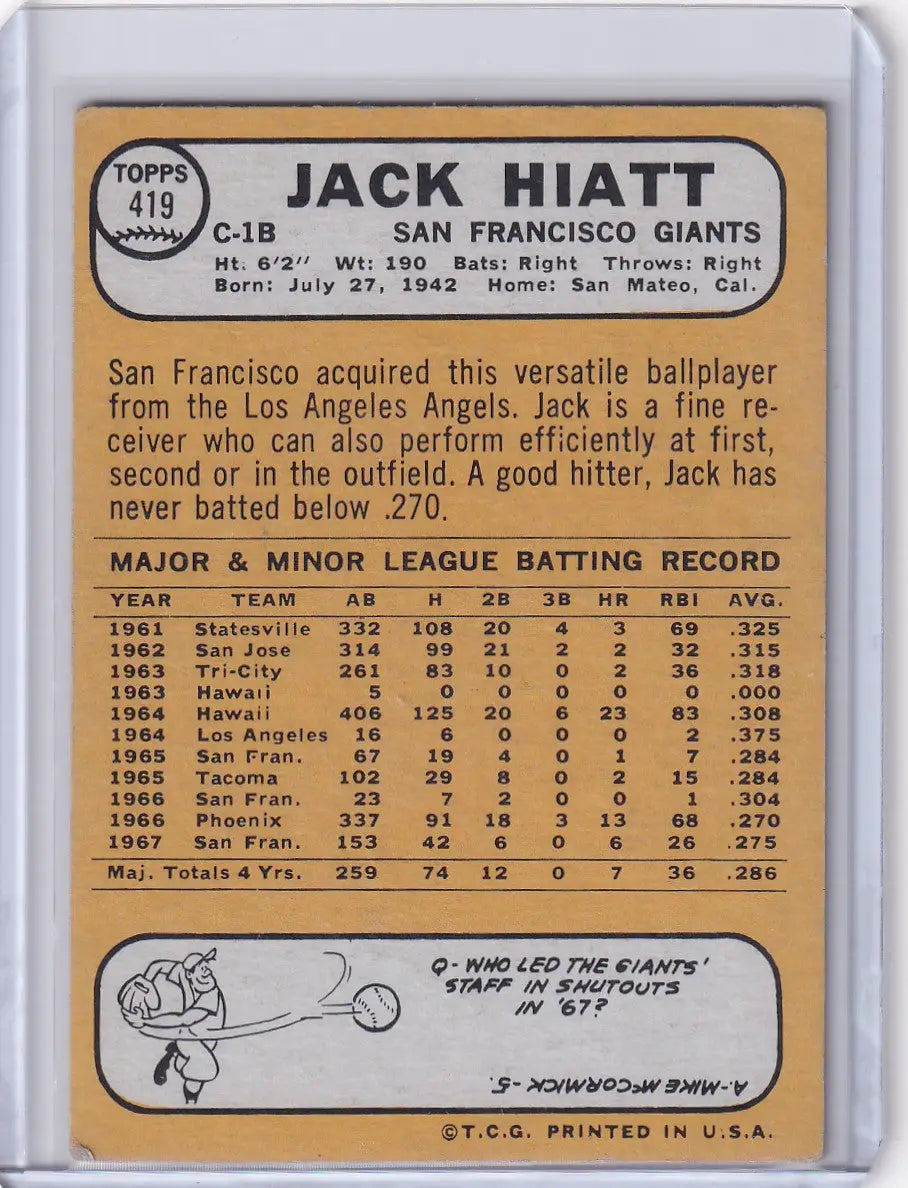 TOPPS
419
JACK HIATT
C-1B SAN FRANCISCO GIANTS
Ht: 6'2" Wt: 190 Bats: Right Throws: Right
Born: July 27, 1942 Home: San Mateo, Cal.
San Francisco acquired this versatile ballplayer
from the Los Angeles Angels. Jack is a fine re-
ceiver who can also perform efficiently at first,
second or in the outfield. A good hitter, Jack has
never batted below .270.
MAJOR & MINOR LEAGUE BATTING RECORD
YEAR TEAM AB H 2B 3B HR RBI AVG.
1961 Statesville 332 108 20 4 3 69 .325
1962 San Jose 314 99 21 2 2 32 .315
1963 Tri-City 261 83 10 0 2 36 .318
1963 Hawaii 5 0 0 0 0 0 .000
1964 Hawaii 406 125 20 6 23 83 .308
1964 Los Angeles 16 6 0 0 0 2 .375
1965 San Fran. 67 19 4 0 1 7 .284
1965 Tacoma 102 29 8 0 2 15 .284
1966 San Fran. 23 7 2 0 0 1 .304
1966 Phoenix 337 91 18 3 13 68 .270
1967 San Fran. 153 42 6 0 6 26 .275
Maj. Totals 4 Yrs. 259 74 12 0 7 36 .286
Q- WHO LED THE GIANTS'
STAFF IN SHUTOUTS
IN '67?
A-MIKE McCORMICK-5.
©T.C.G. PRINTED IN U.S.A.